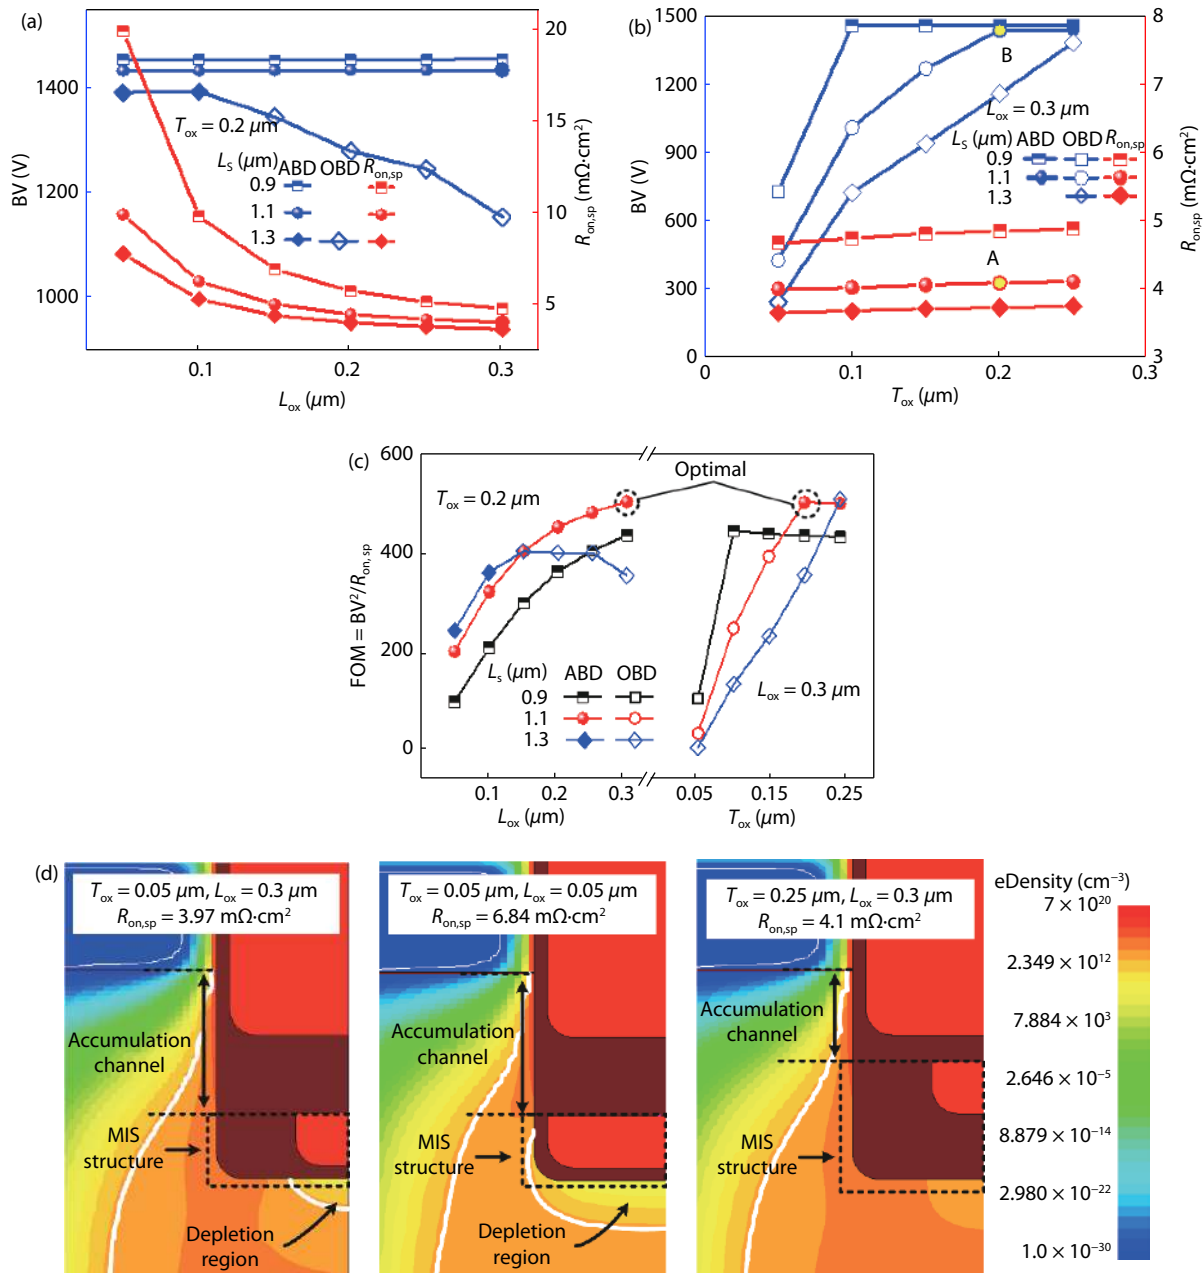 (a)
BV (V)
1400
1200
1000
20
15
10
5
R_on,sp (mΩ·cm²)
T_ox = 0.2 μm
L_S (μm) ABD OBD R_on,sp
0.9
1.1
1.3
0.1 0.2 0.3
L_ox (μm)
(b)
BV (V)
1500
1200
900
600
300
0
8
7
6
5
4
3
R_on,sp (mΩ·cm²)
B
L_ox = 0.3 μm
L_S (μm) ABD OBD R_on,sp
0.9
1.1
1.3
A
0 0.1 0.2 0.3
T_ox (μm)
(c)
FOM = BV²/R_on,sp
600
400
200
0
Optimal
T_ox = 0.2 μm
L_s (μm) ABD OBD
0.9
1.1
1.3
L_ox = 0.3 μm
0.1 0.2 0.3 0.05 0.15 0.25
L_ox (μm) T_ox (μm)
(d)
T_ox = 0.05 μm, L_ox = 0.3 μm
R_on,sp = 3.97 mΩ·cm²
Accumulation
channel
MIS
structure
Depletion
region
T_ox = 0.05 μm, L_ox = 0.05 μm
R_on,sp = 6.84 mΩ·cm²
Accumulation
channel
MIS
structure
Depletion
region
T_ox = 0.25 μm, L_ox = 0.3 μm
R_on,sp = 4.1 mΩ·cm²
Accumulation
channel
MIS
structure
eDensity (cm⁻³)
7 × 10²⁰
2.349 × 10¹²
7.884 × 10³
2.646 × 10⁻⁵
8.879 × 10⁻¹⁴
2.980 × 10⁻²²
1.0 × 10⁻³⁰